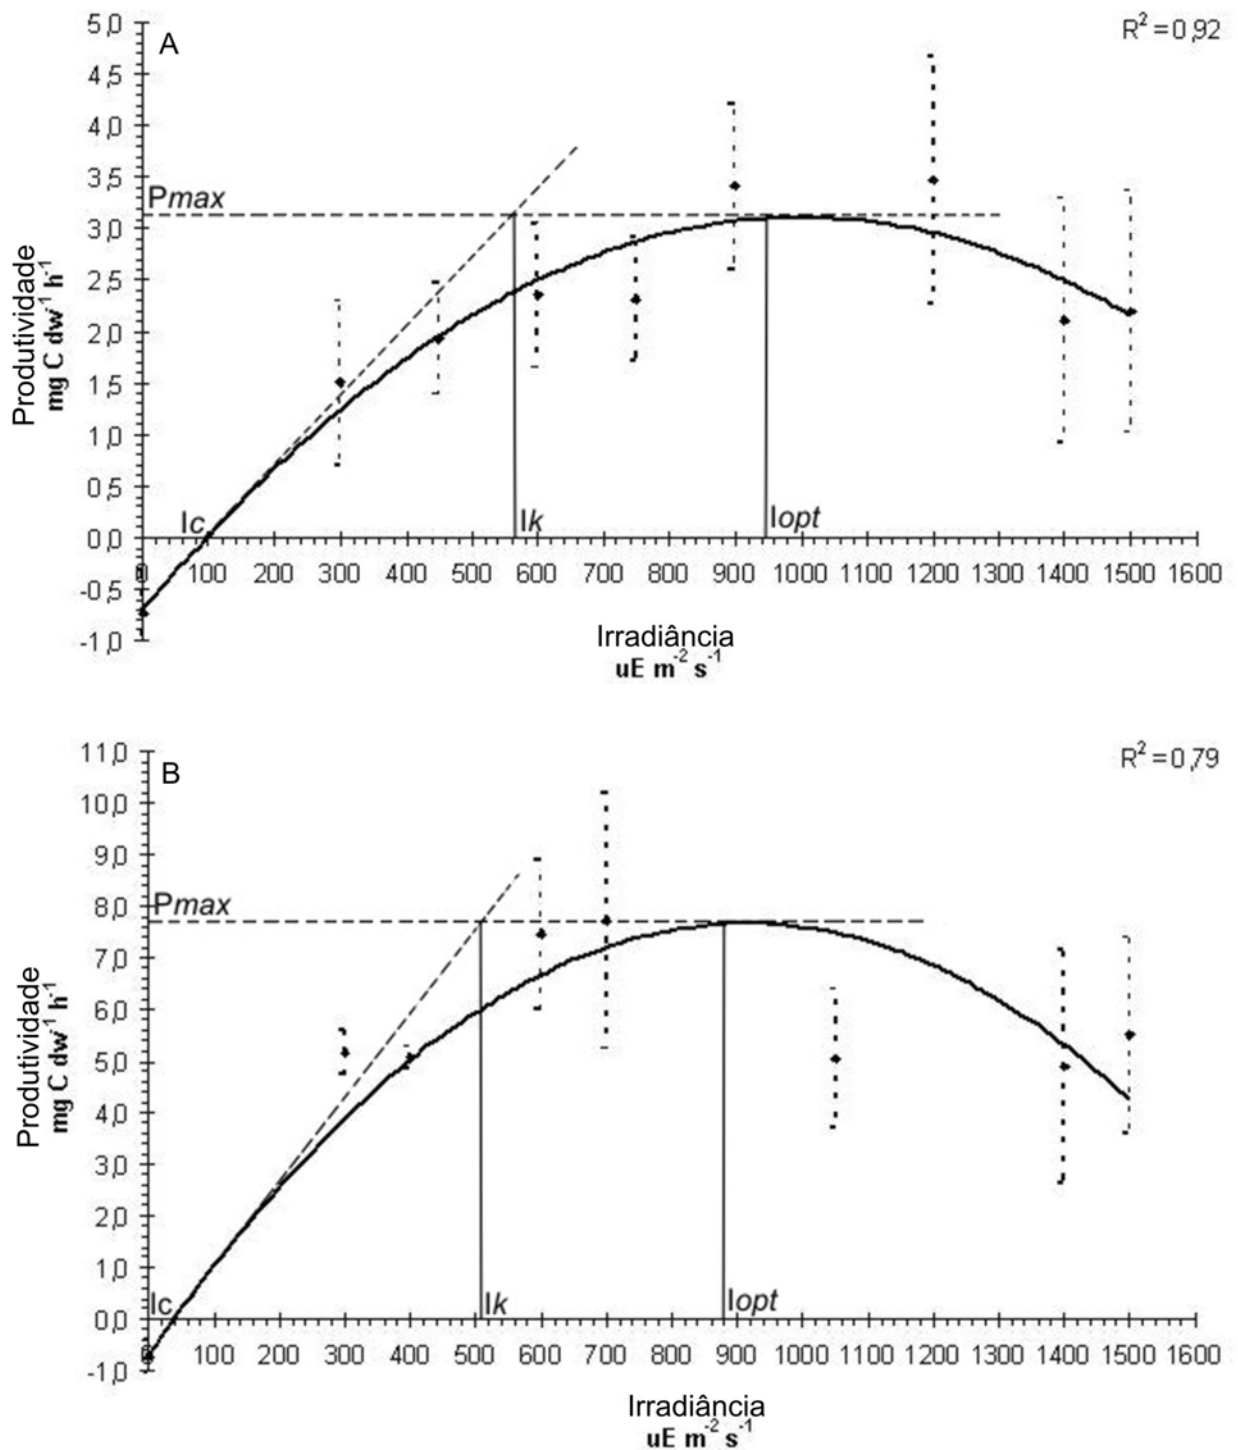 5,0
A
R² = 0,92
4,5
4,0
3,5
Pmax
3,0
2,5
2,0
1,5
1,0
0,5
Ic
Ik
Iopt
0,0
0 100 200 300 400 500 600 700 800 900 1000 1100 1200 1300 1400 1500 1600
-0,5
-1,0
Produtividade
mg C dw⁻¹ h⁻¹
Irradiância
uE m⁻² s⁻¹
11,0
B
R² = 0,79
10,0
9,0
8,0
Pmax
7,0
6,0
5,0
4,0
3,0
2,0
1,0
Ic
Ik
Iopt
0,0
0 100 200 300 400 500 600 700 800 900 1000 1100 1200 1300 1400 1500 1600
-1,0
Produtividade
mg C dw⁻¹ h⁻¹
Irradiância
uE m⁻² s⁻¹